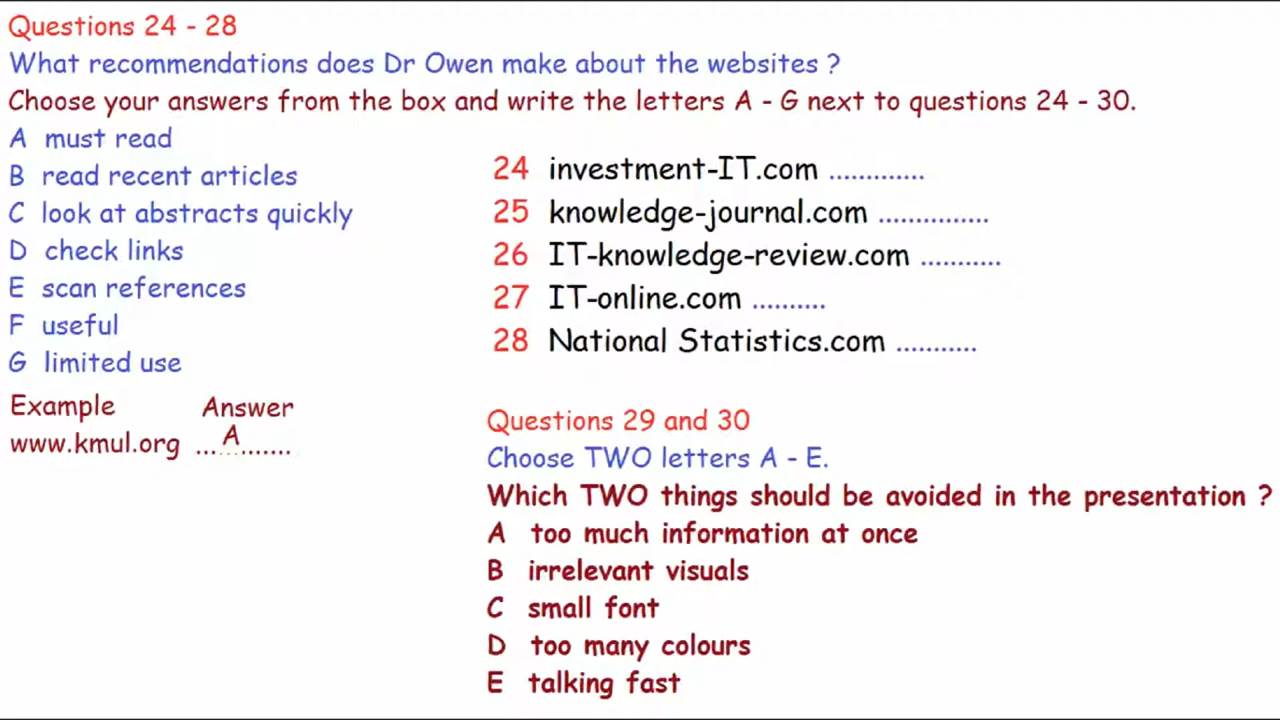 Questions 24 - 28
What recommendations does Dr Owen make about the websites ?
Choose your answers from the box and write the letters A - G next to questions 24 - 30.
A must read
B read recent articles
C look at abstracts quickly
D check links
E scan references
F useful
G limited use
Example Answer
www.kmul.org ...A.......
24 investment-IT.com .............
25 knowledge-journal.com ...............
26 IT-knowledge-review.com ...........
27 IT-online.com ..........
28 National Statistics.com ...........
Questions 29 and 30
Choose TWO letters A - E.
Which TWO things should be avoided in the presentation ?
A too much information at once
B irrelevant visuals
C small font
D too many colours
E talking fast